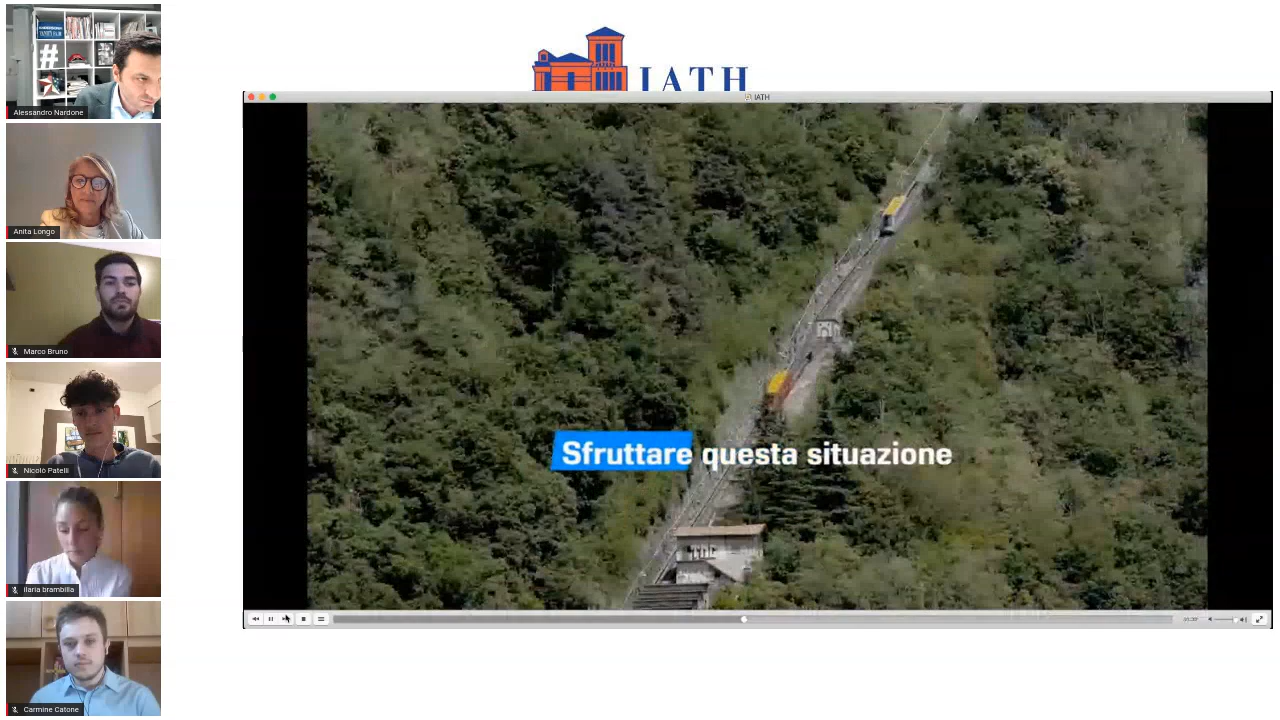 #
Alessandro Nardone
Anita Longo
Marco Bruno
Nicolò Patelli
ilaria brambilla
Carmine Catone
IATH
IATH
Sfruttare questa situazione